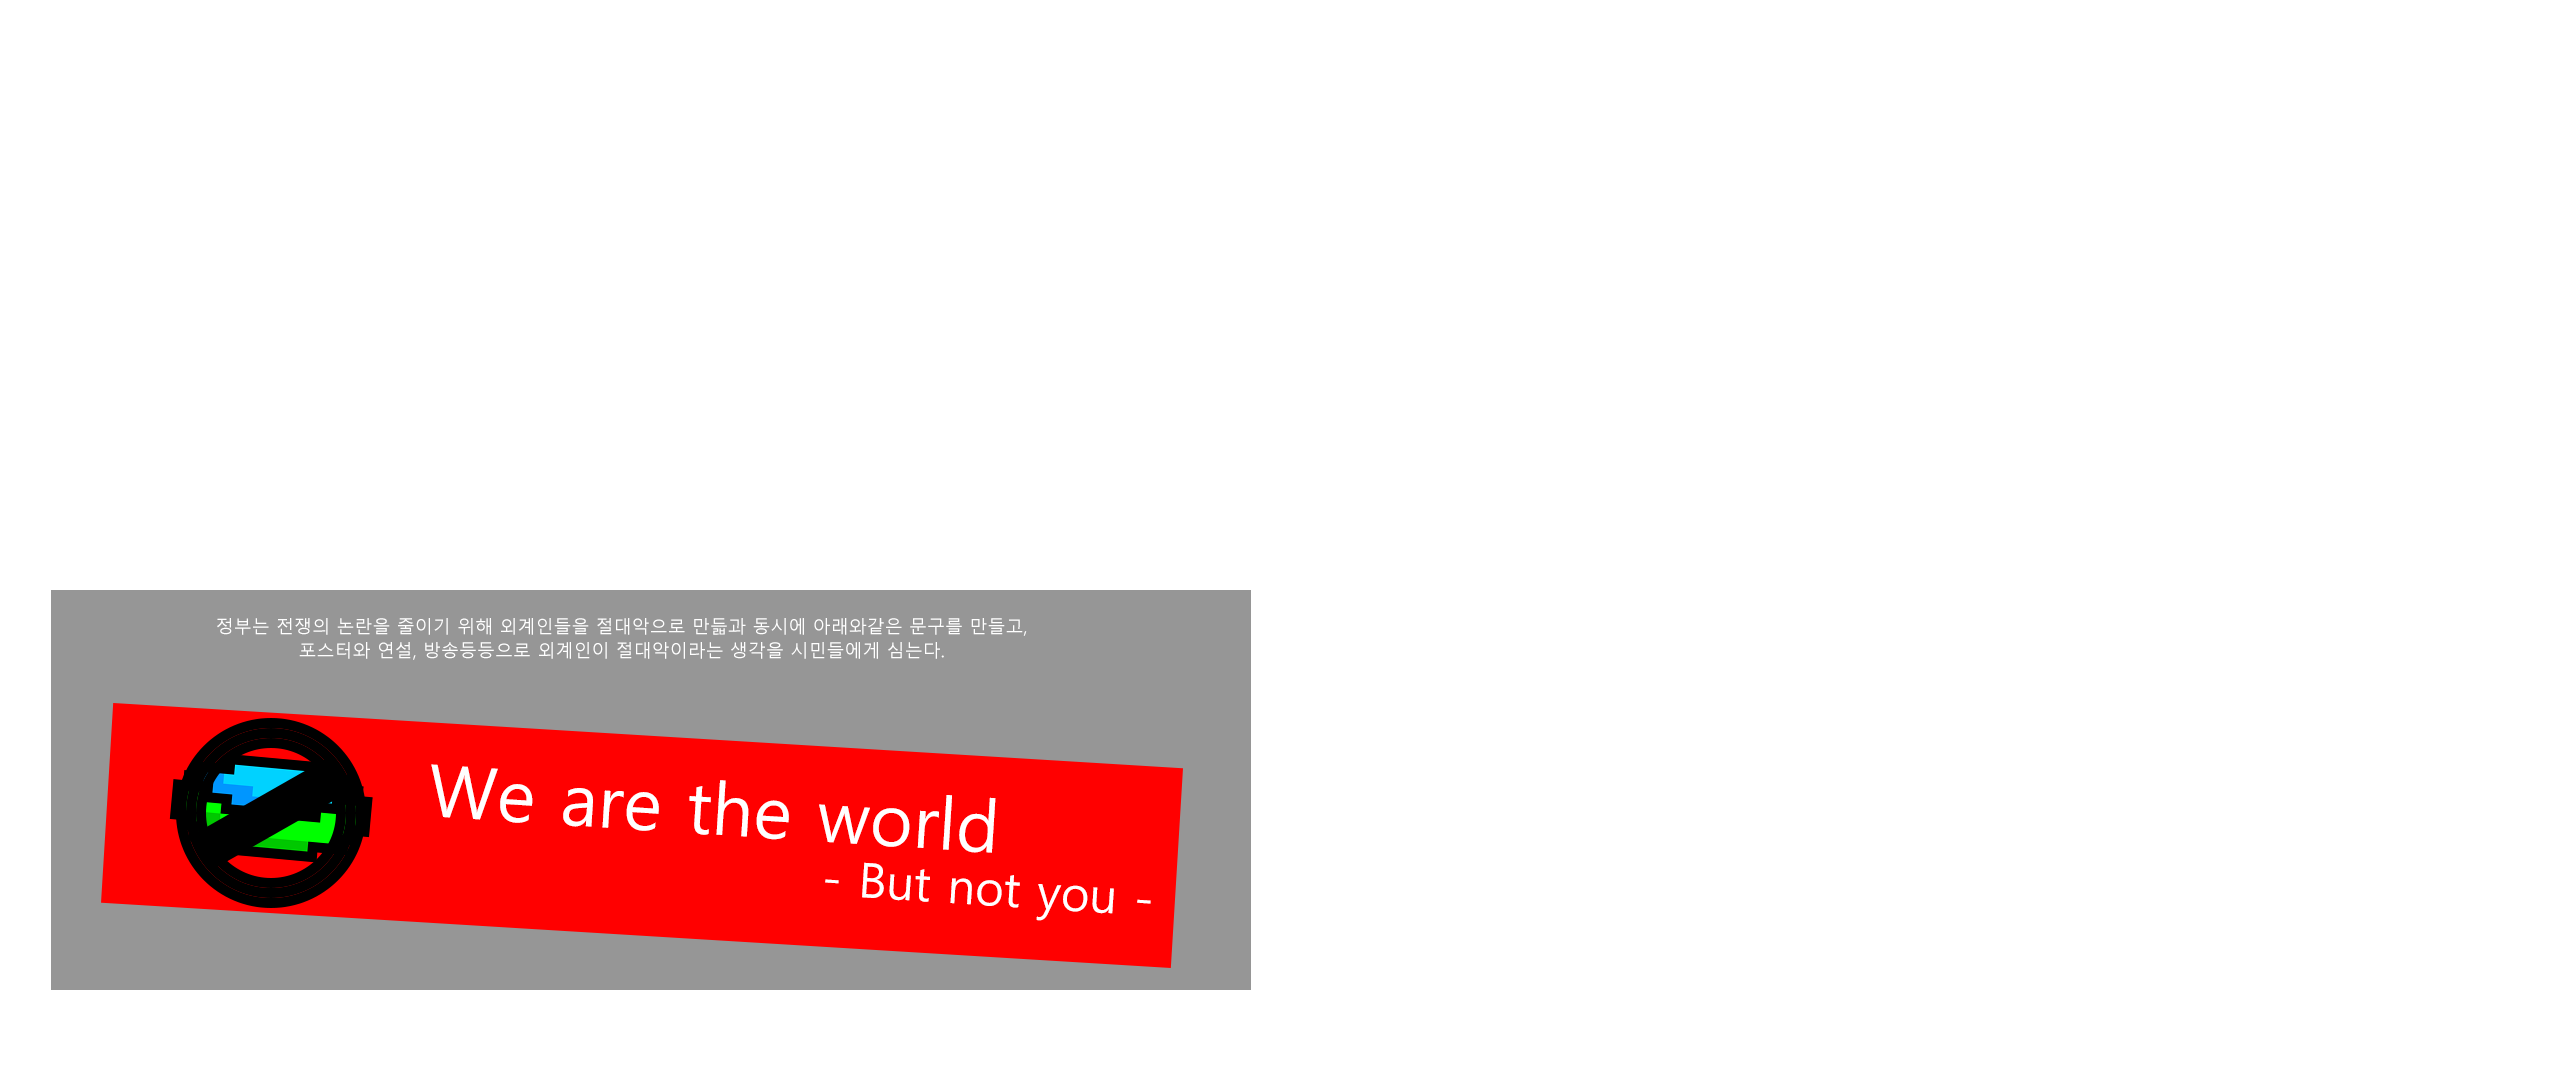 정부는 전쟁의 논란을 줄이기 위해 외계인들을 절대악으로 만듦과 동시에 아래와같은 문구를 만들고,
포스터와 연설, 방송등등으로 외계인이 절대악이라는 생각을 시민들에게 심는다.
We are the world
- But not you -